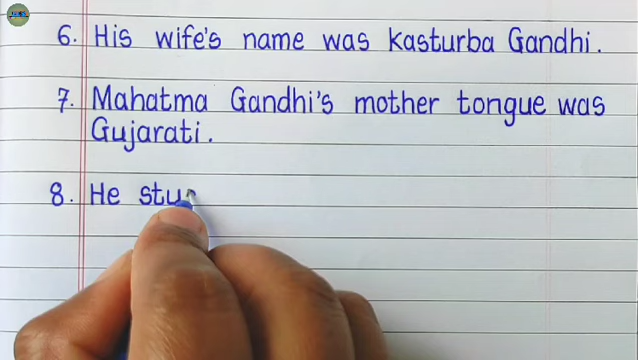 6. His wife's name was Kasturba Gandhi.
7. Mahatma Gandhi's mother tongue was
Gujarati.
8. He stu